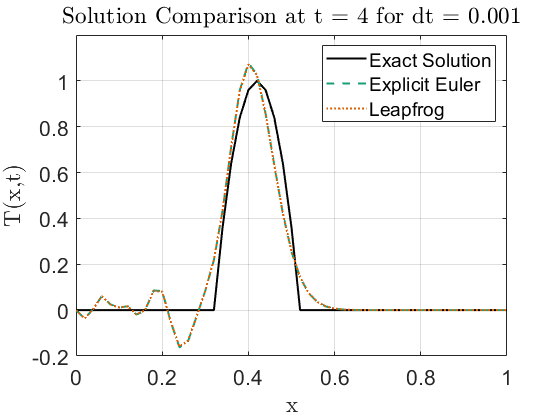 Solution Comparison at t = 4 for dt = 0.001
Exact Solution
Explicit Euler
Leapfrog
T(x,t)
1
0.8
0.6
0.4
0.2
0
-0.2
0 0.2 0.4 0.6 0.8 1
x